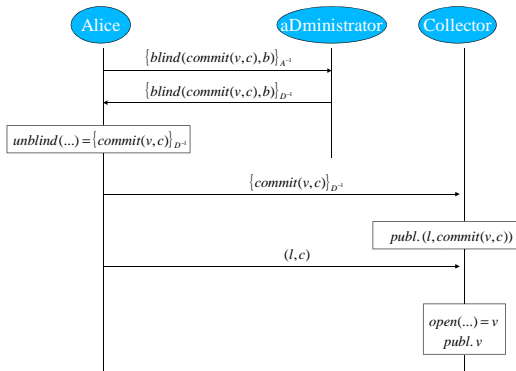 Alice aDministrator Collector
{blind(commit(v,c),b)}_{A⁻¹}
{blind(commit(v,c),b)}_{D⁻¹}
unblind(...) = {commit(v,c)}_{D⁻¹}
{commit(v,c)}_{D⁻¹}
publ.(l,commit(v,c))
(l,c)
open(...) = v
publ. v